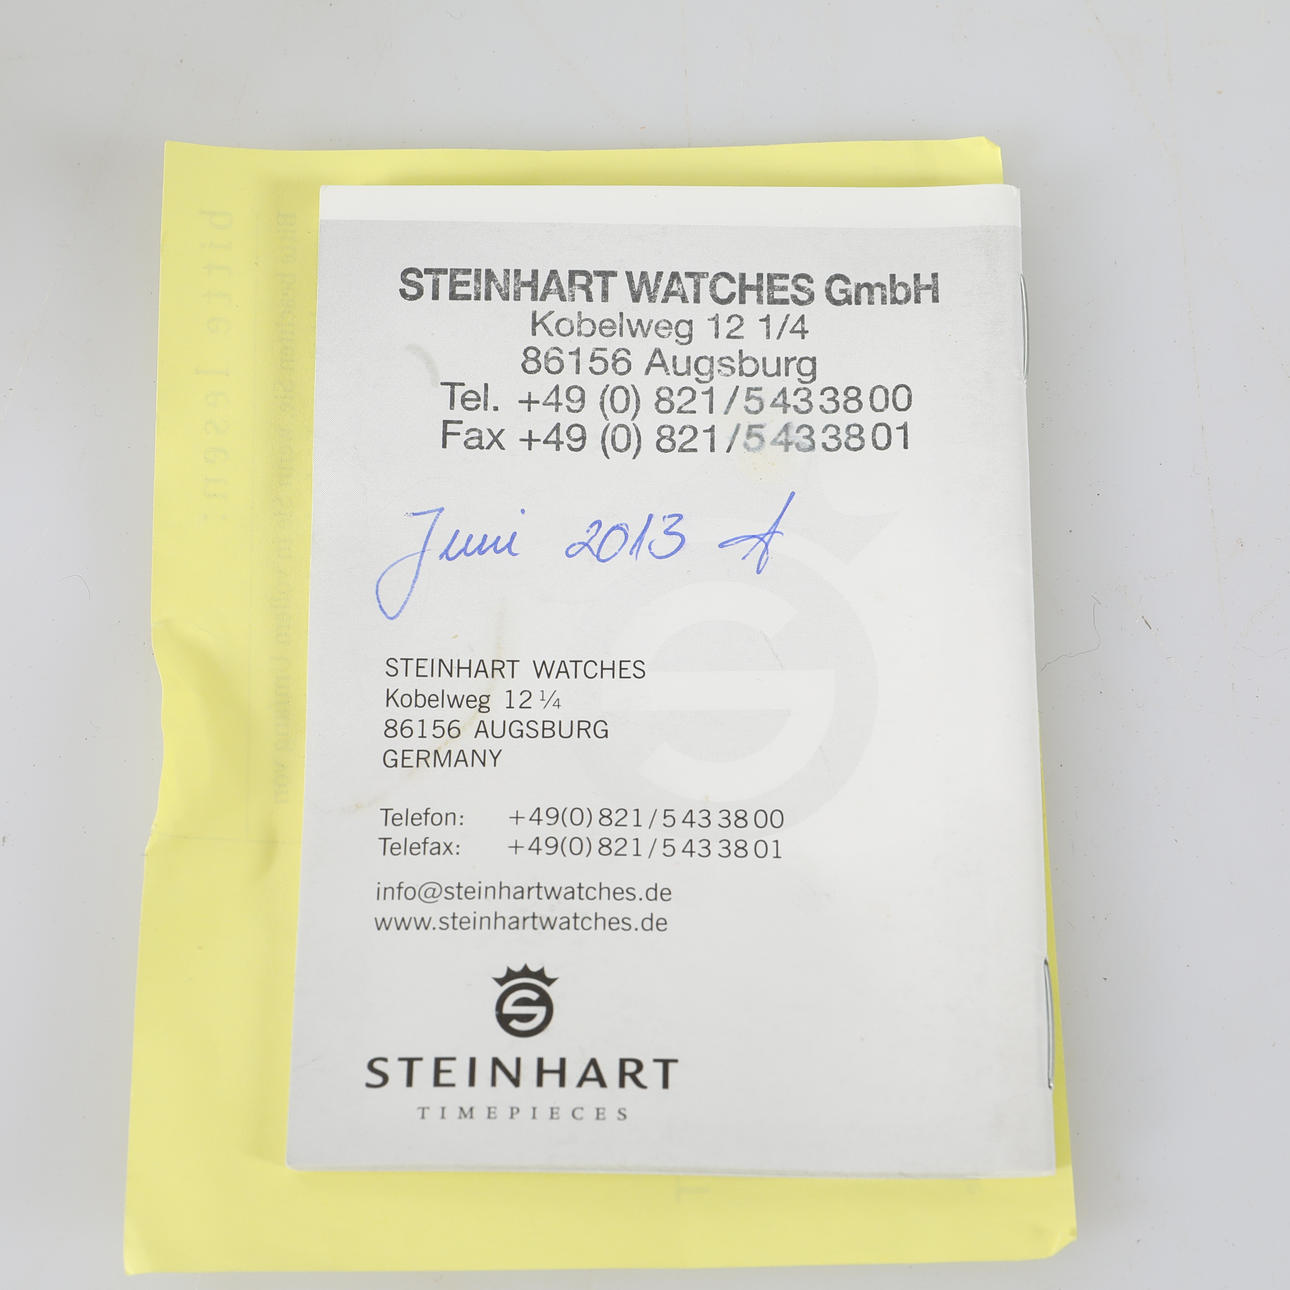 STEINHART WATCHES GmbH
Kobelweg 12 1/4
86156 Augsburg
Tel. +49 (0) 821/5433800
Fax +49 (0) 821/5433801
Juni 2013
STEINHART WATCHES
Kobelweg 12 ¼
86156 AUGSBURG
GERMANY
Telefon: +49(0)821/5433800
Telefax: +49(0)821/5433801
info@steinhartwatches.de
www.steinhartwatches.de
S
STEINHART
TIMEPIECES
bitte lesen: